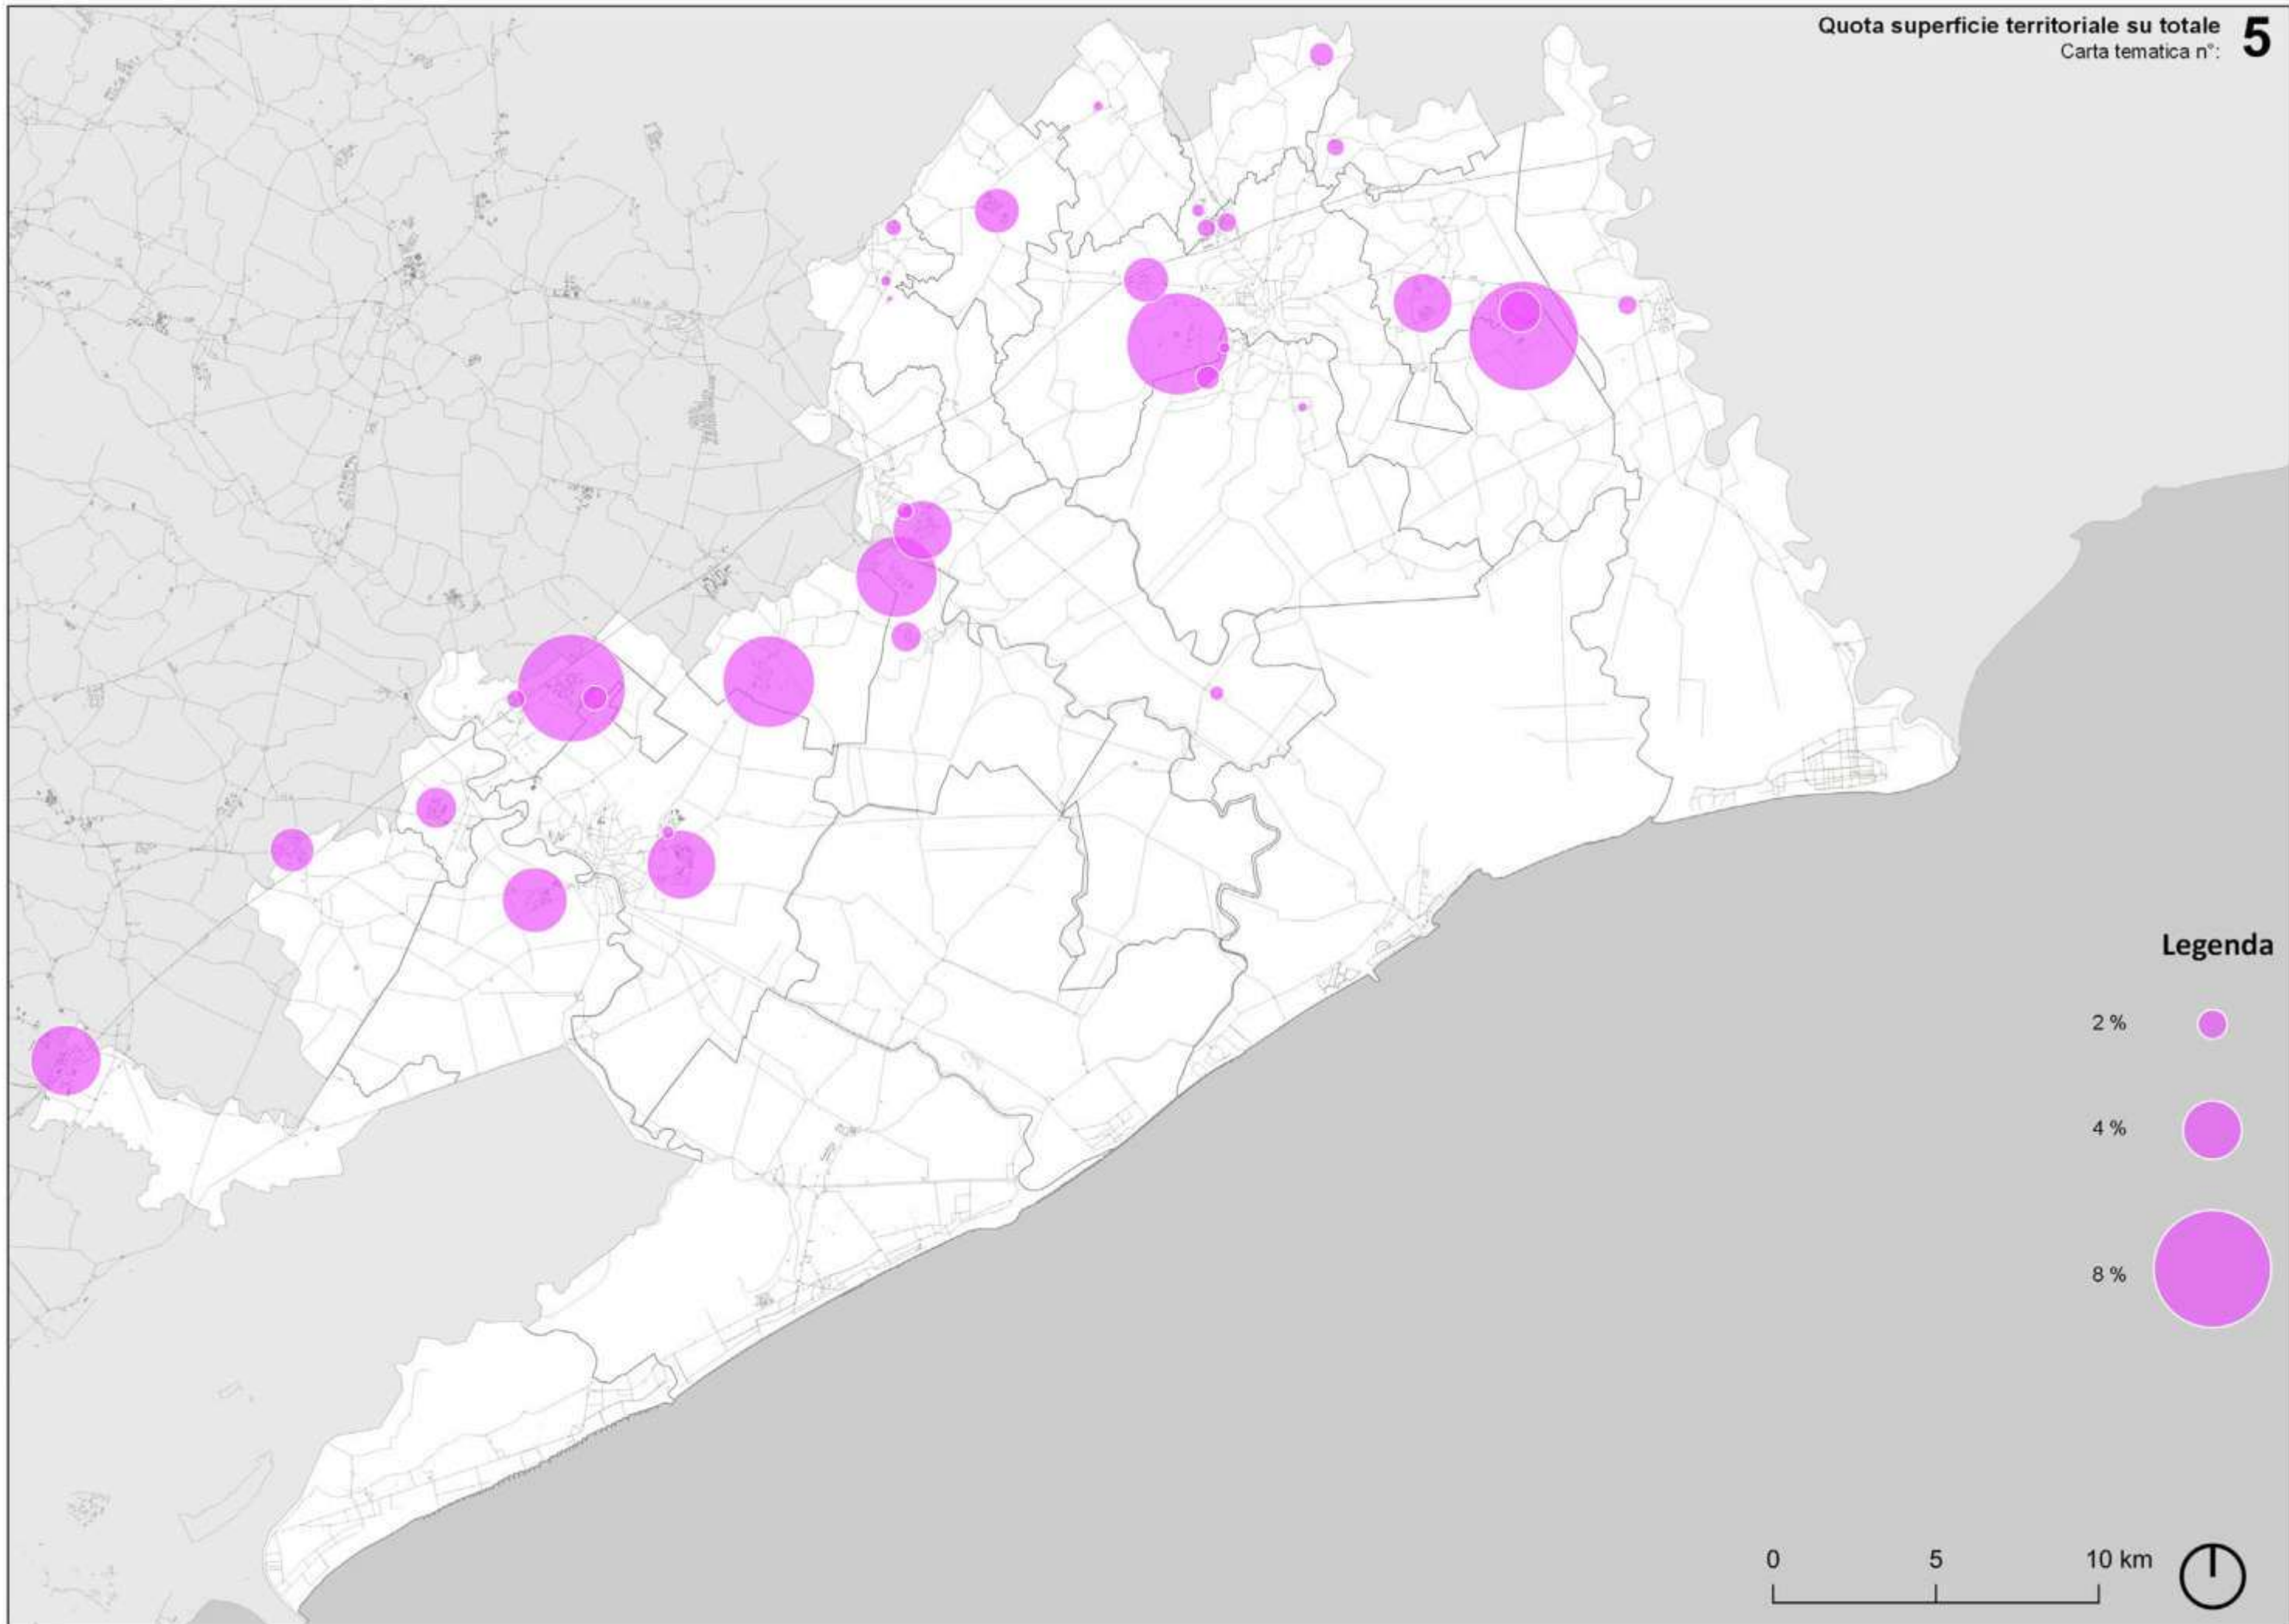 Quota superficie territoriale su totale
Carta tematica n°: 5
Legenda
2 %
4 %
8 %
0 5 10 km